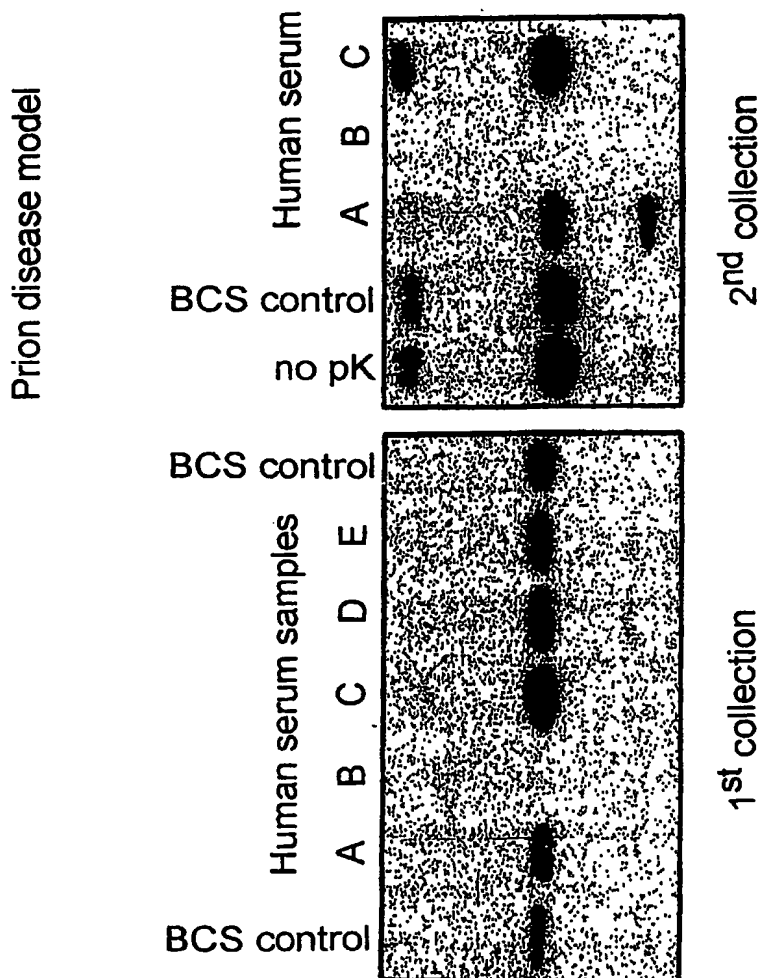 Prion disease model
BCS control
A
B
C
D
E
Human serum samples
BCS control
1st collection
no pK
BCS control
A
B
C
Human serum
2nd collection